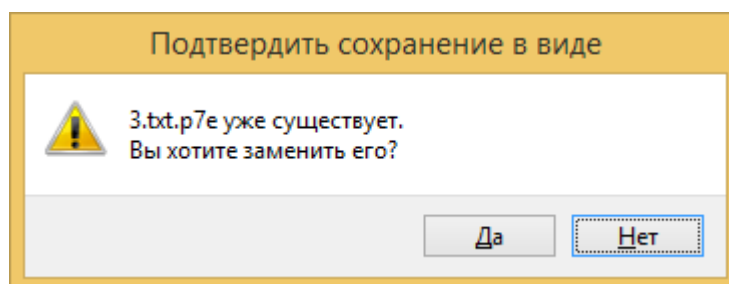 Подтвердить сохранение в виде
3.txt.p7e уже существует.
Вы хотите заменить его?
Да
Нет